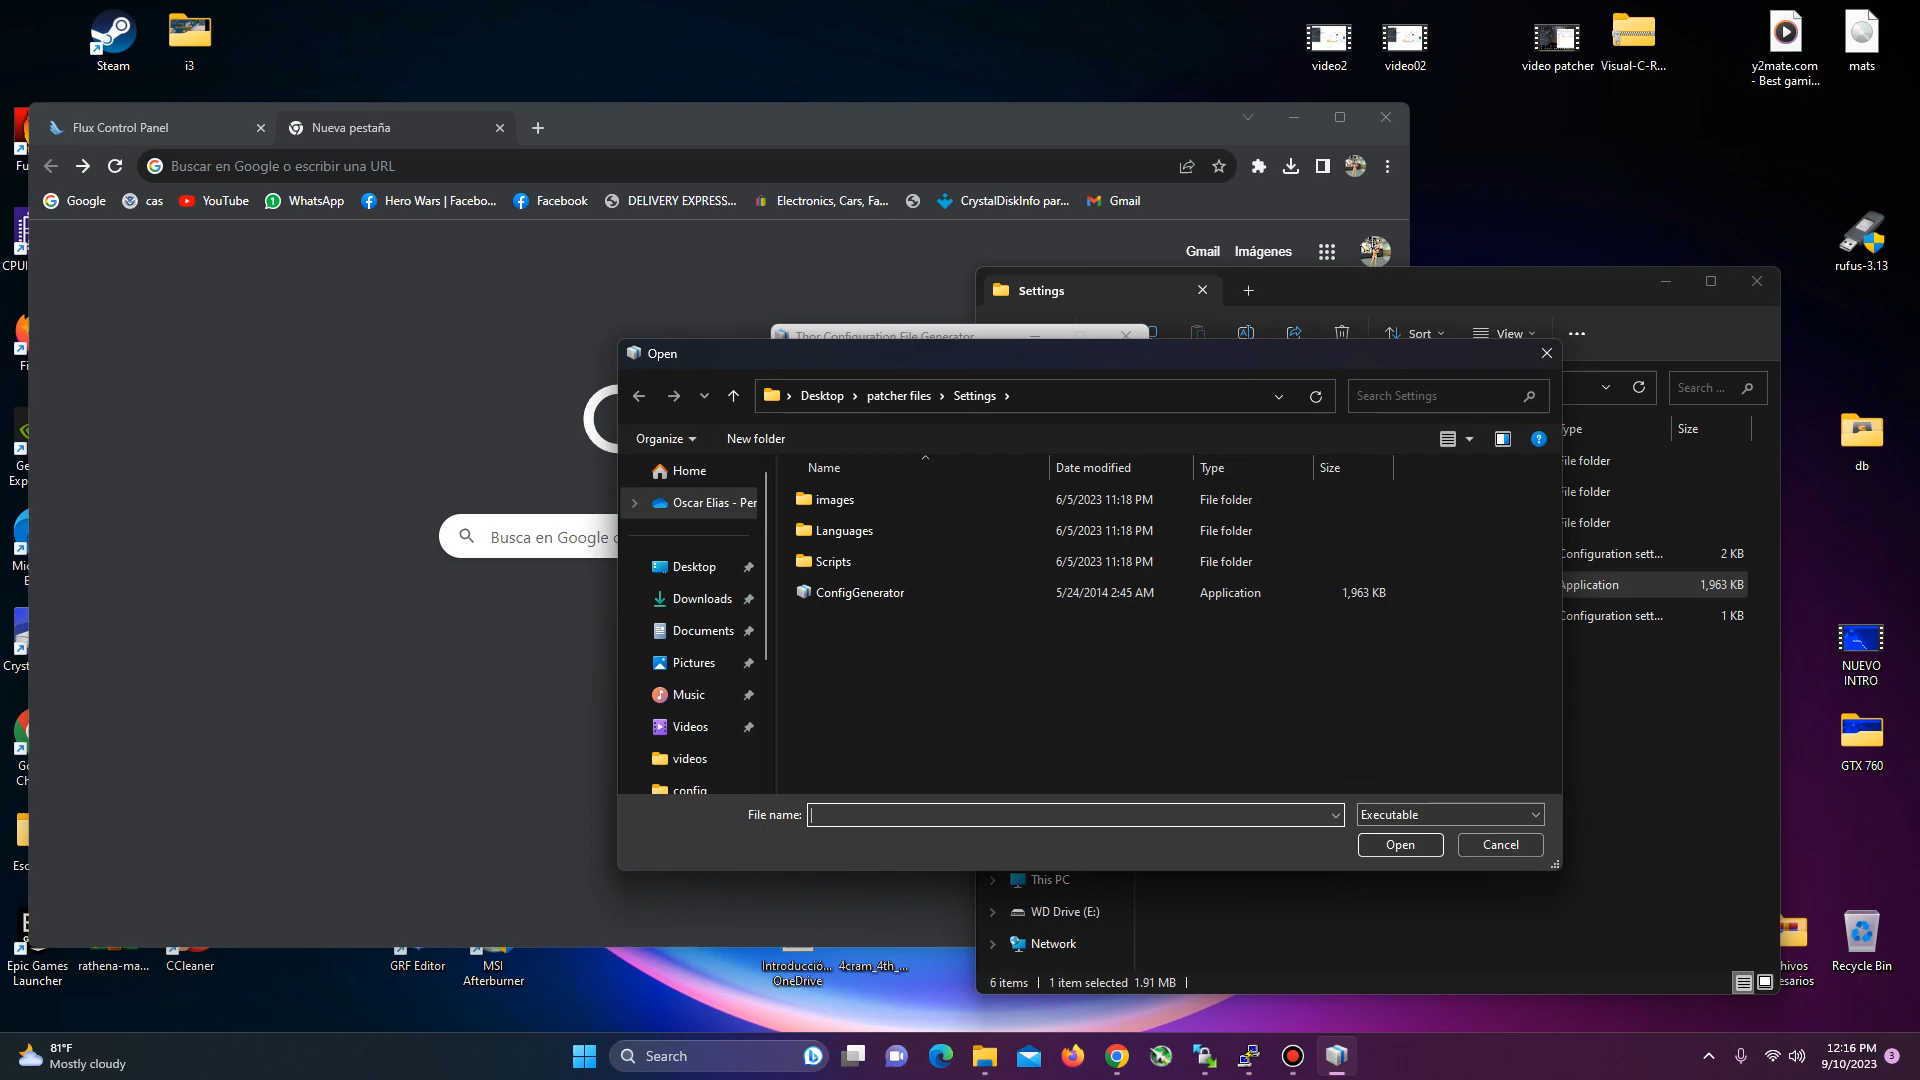 Steam
i3
video2
video02
video patcher
Visual-C-R...
y2mate.com
- Best gami...
mats
Flux Control Panel
Nueva pestaña
Buscar en Google o escribir una URL
Google
cas
YouTube
WhatsApp
Hero Wars | Facebo...
Facebook
DELIVERY EXPRESS...
Electronics, Cars, Fa...
CrystalDiskInfo par...
Gmail
Gmail
Imágenes
Busca en Google
rufus-3.13
Settings
Sort
View
Search ...
Thor Configuration File Generator
Open
Desktop
patcher files
Settings
Search Settings
Organize
New folder
Name
Date modified
Type
Size
Home
Oscar Elias - Per
Desktop
Downloads
Documents
Pictures
Music
Videos
videos
config
images 6/5/2023 11:18 PM File folder
Languages 6/5/2023 11:18 PM File folder
Scripts 6/5/2023 11:18 PM File folder
ConfigGenerator 5/24/2014 2:45 AM Application 1,963 KB
File name:
Executable
Open
Cancel
Size
File folder
File folder
File folder
Configuration sett... 2 KB
Application 1,963 KB
Configuration sett... 1 KB
This PC
WD Drive (E:)
Network
6 items
1 item selected 1.91 MB
db
NUEVO
INTRO
GTX 760
Recycle Bin
CPUI
Epic Games
Launcher
rathena-ma...
CCleaner
GRF Editor
MSI
Afterburner
Introducció...
OneDrive
4cram_4th_...
81°F
Mostly cloudy
Search
12:16 PM
9/10/2023
3